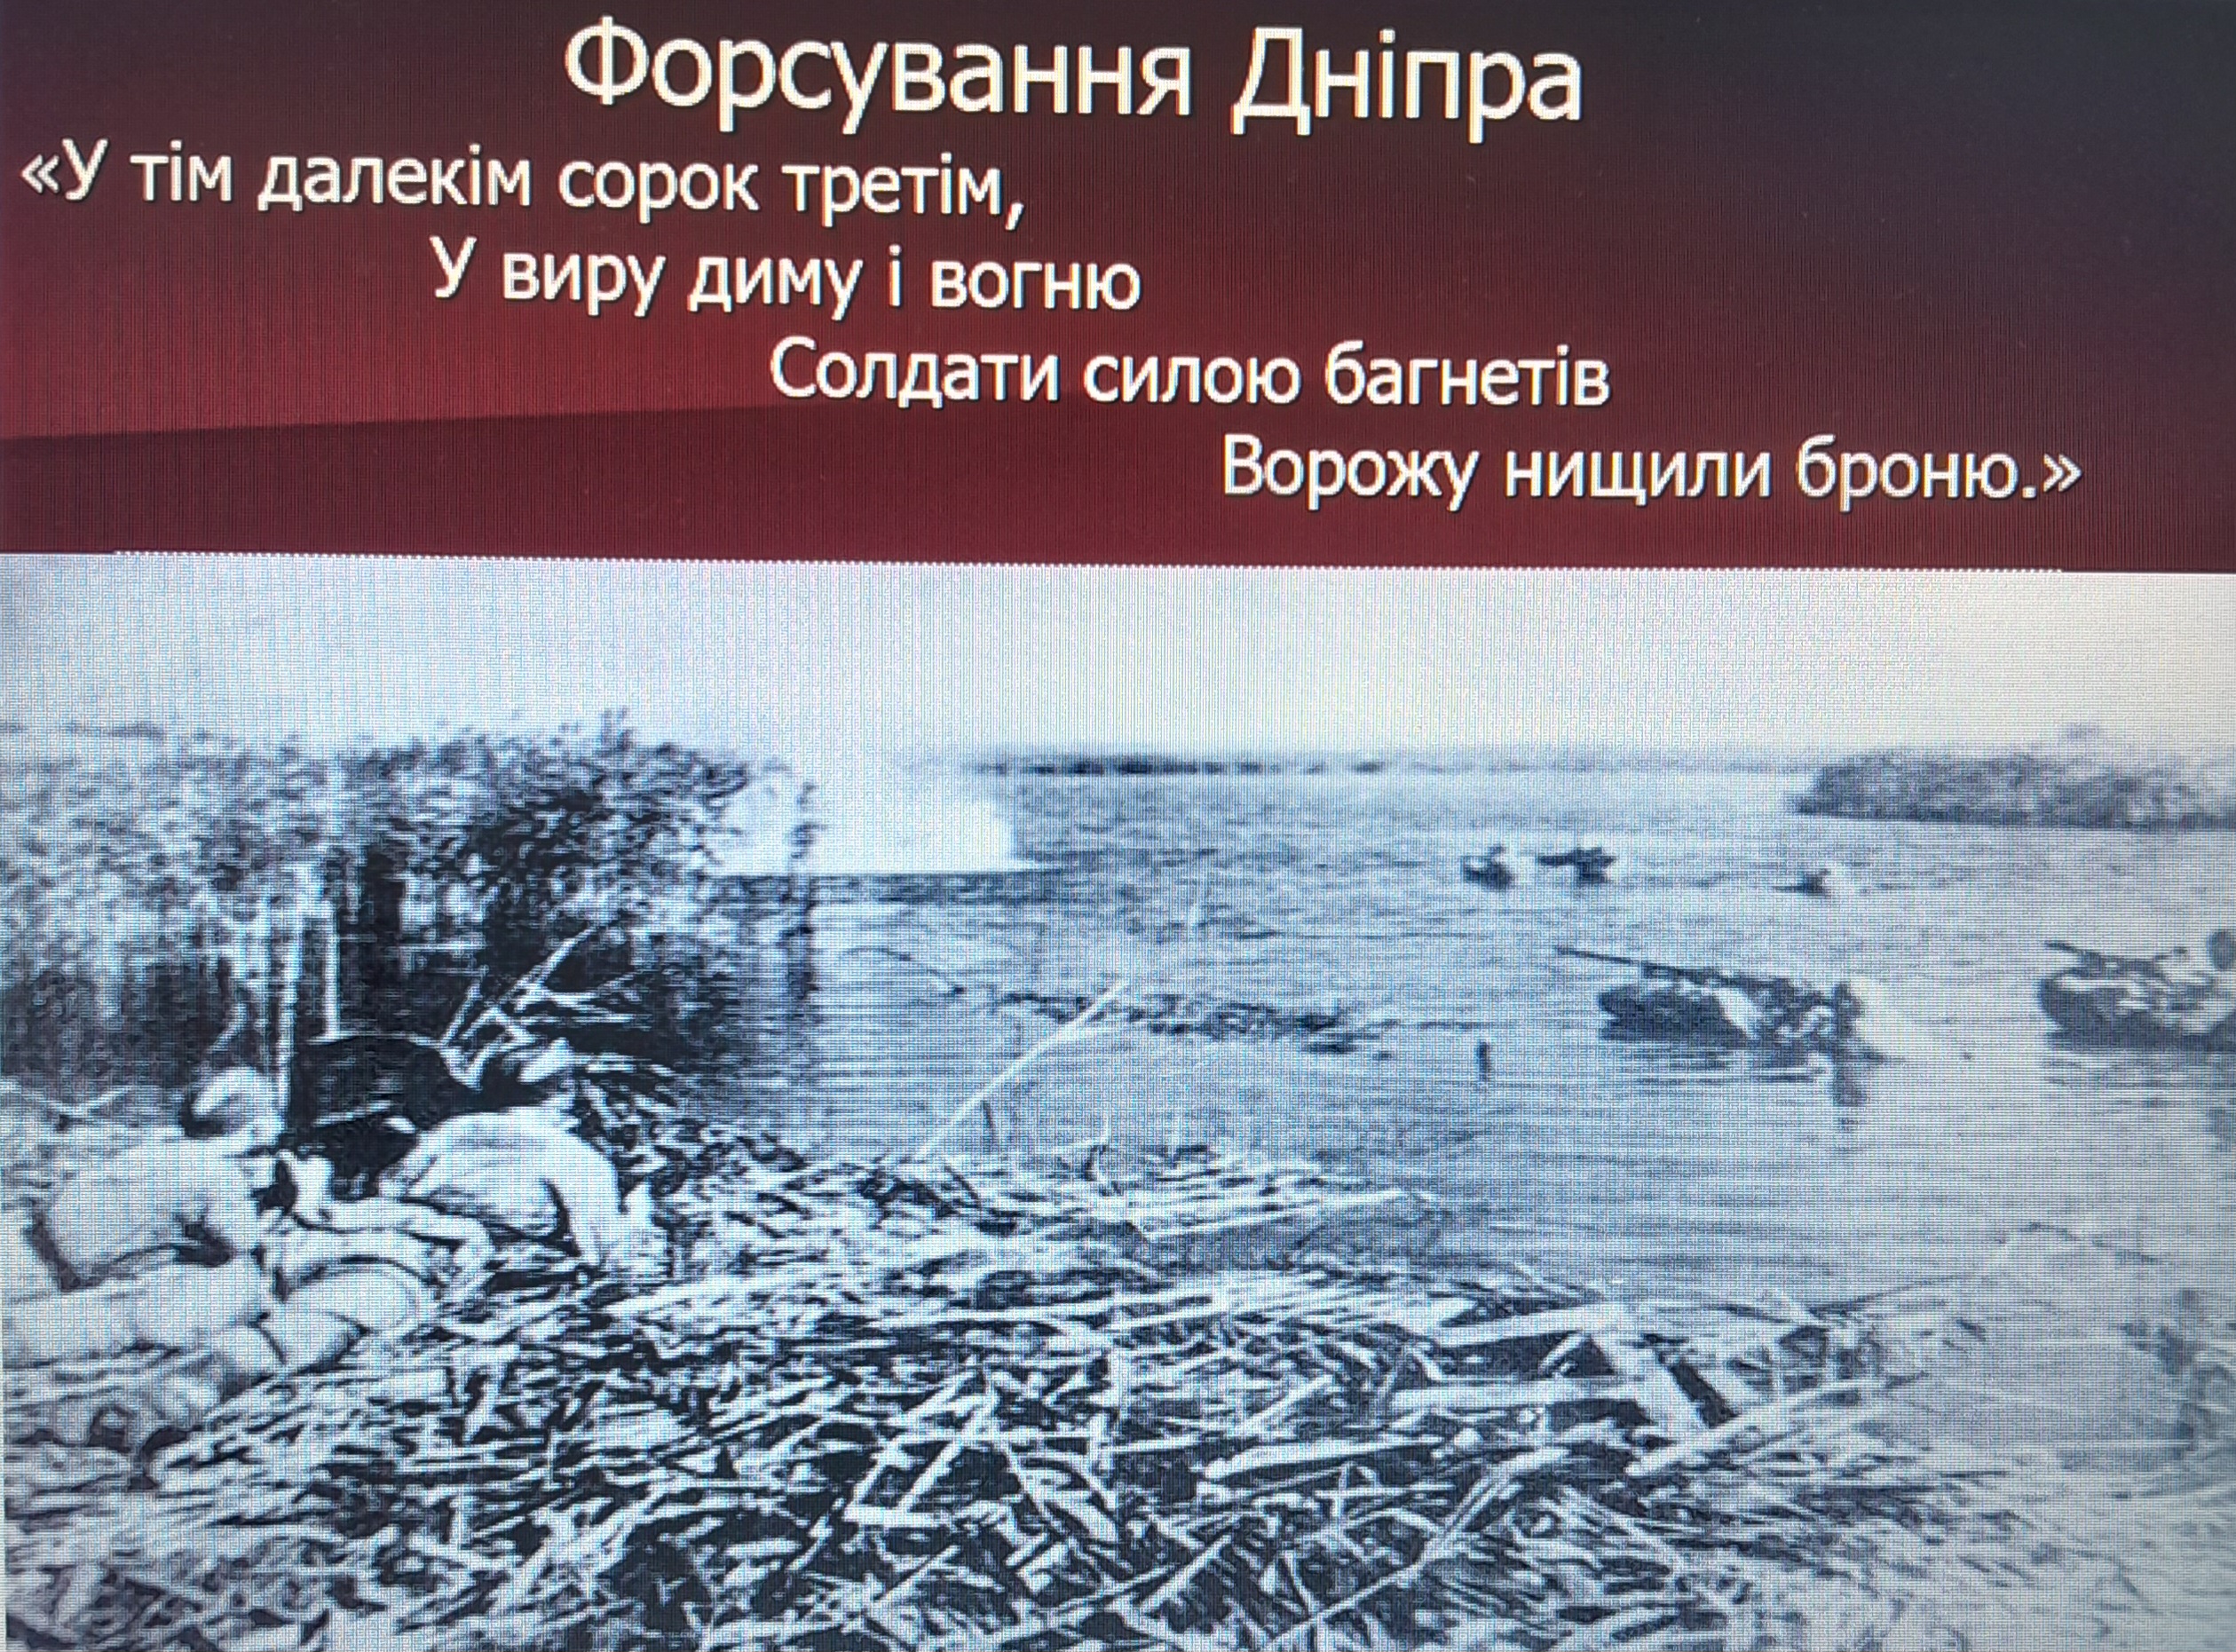 Форсування Дніпра
«У тім далекім сорок третім,
У виру диму і вогню
Солдати силою багнетів
Ворожу нищили броню.»